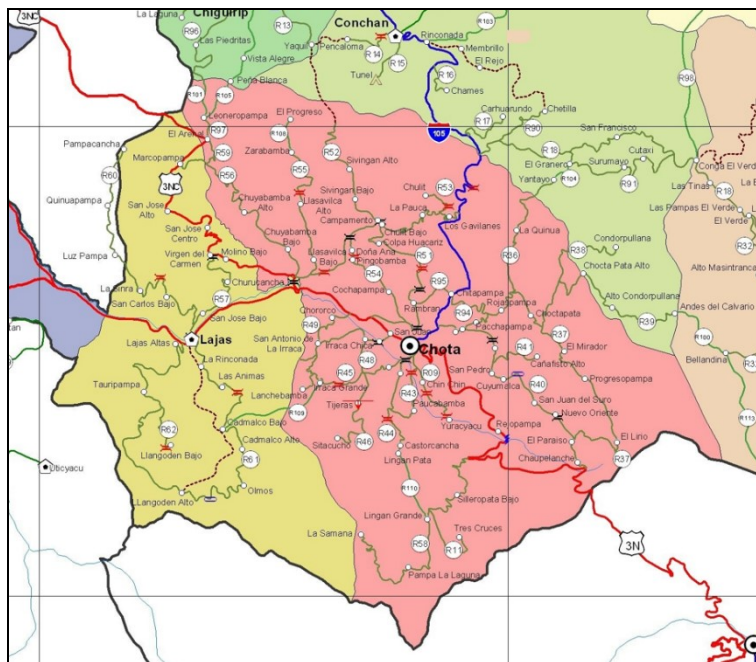 3NC
La Laguna
R96
Chiguirip
R13
Las Piedritas
Yaquil
Pencaloma
Vista Alegre
Conchan
Rinconada
R103
Membrillo
El Rejo
R14
R15
R16
Tunel
Chames
R98
R101
R105
Peña Blanca
Leoneropampa
El Progreso
Carhuarundo
Chetilla
R17
R90
105
El Arenal
R97
R59
R100
Zarabamba
R52
San Francisco
R18
Cutaxi
Pampacancha
Marcopampa
R56
R55
Sivingan Alto
El Granero
Surumayo
Conga El Verde
Yantayo
R104
R91
Las Tinas
R18
R60
3NC
Quinuapampa
San Jose
Alto
Chuyabamba
Alto
Llasavilca
Alto
Sivingan Bajo
Chulit
R53
La Pauca
Las Pampas El Verde
El Verde
San Jose
Centro
Campamento
Los Gavilanes
Chuyabamba
Bajo
Chulit Bajo
Colpa Huacariz
La Quinua
R36
R38
Condorpullana
R32
Luz Pampa
Virgen del
Carmen
Molino Bajo
Llasavilca
Bajo
Doña Ana
Pingobamba
R51
Chocta Pata Alto
Alto Masintranca
R54
La Sinra
Churucancha
Cochapampa
R95
Chitapampa
San Carlos Bajo
R57
Rambran
Rojaspampa
Alto Condorpullana
San Jose Bajo
Chororco
R94
Choctapata
Andes del Calvario
R49
San Juan
Pacchapampa
R37
R39
R100
Lajas Altas
Lajas
San Antonio de
La Irraca
Irraca Chica
Chota
R41
El Mirador
Bellandina
La Rinconada
R48
San Pedro
Cañafisto Alto
Tauripampa
Las Animas
R45
R09
Chin Chin
Cuyumalca
R40
Progresopampa
Lanchebamba
Irraca Grande
R43
San Juan del Suro
R109
Tijeras
Paucabamba
Nuevo Oriente
R62
Cadmalco Bajo
R44
Yuracyacu
Rejopampa
Llangoden Bajo
Cadmalco Alto
Sitacucho
R46
Castorcancha
El Paraiso
El Lirio
Uticyacu
R61
Lingan Pata
Chaupelanche
R37
Llangoden Alto
Olmos
R110
Silleropata Bajo
La Samana
Lingan Grande
Tres Cruces
R58
R11
3N
Pampa La Laguna